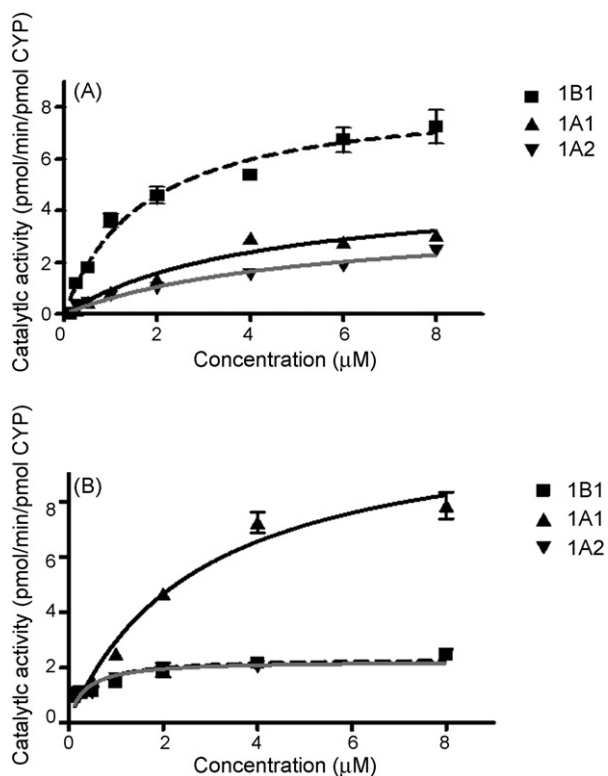 (A)
Catalytic activity (pmol/min/pmol CYP)
8
6
4
2
0
0
2
4
6
8
Concentration (μM)
1B1
1A1
1A2
(B)
Catalytic activity (pmol/min/pmol CYP)
8
6
4
2
0
0
2
4
6
8
Concentration (μM)
1B1
1A1
1A2